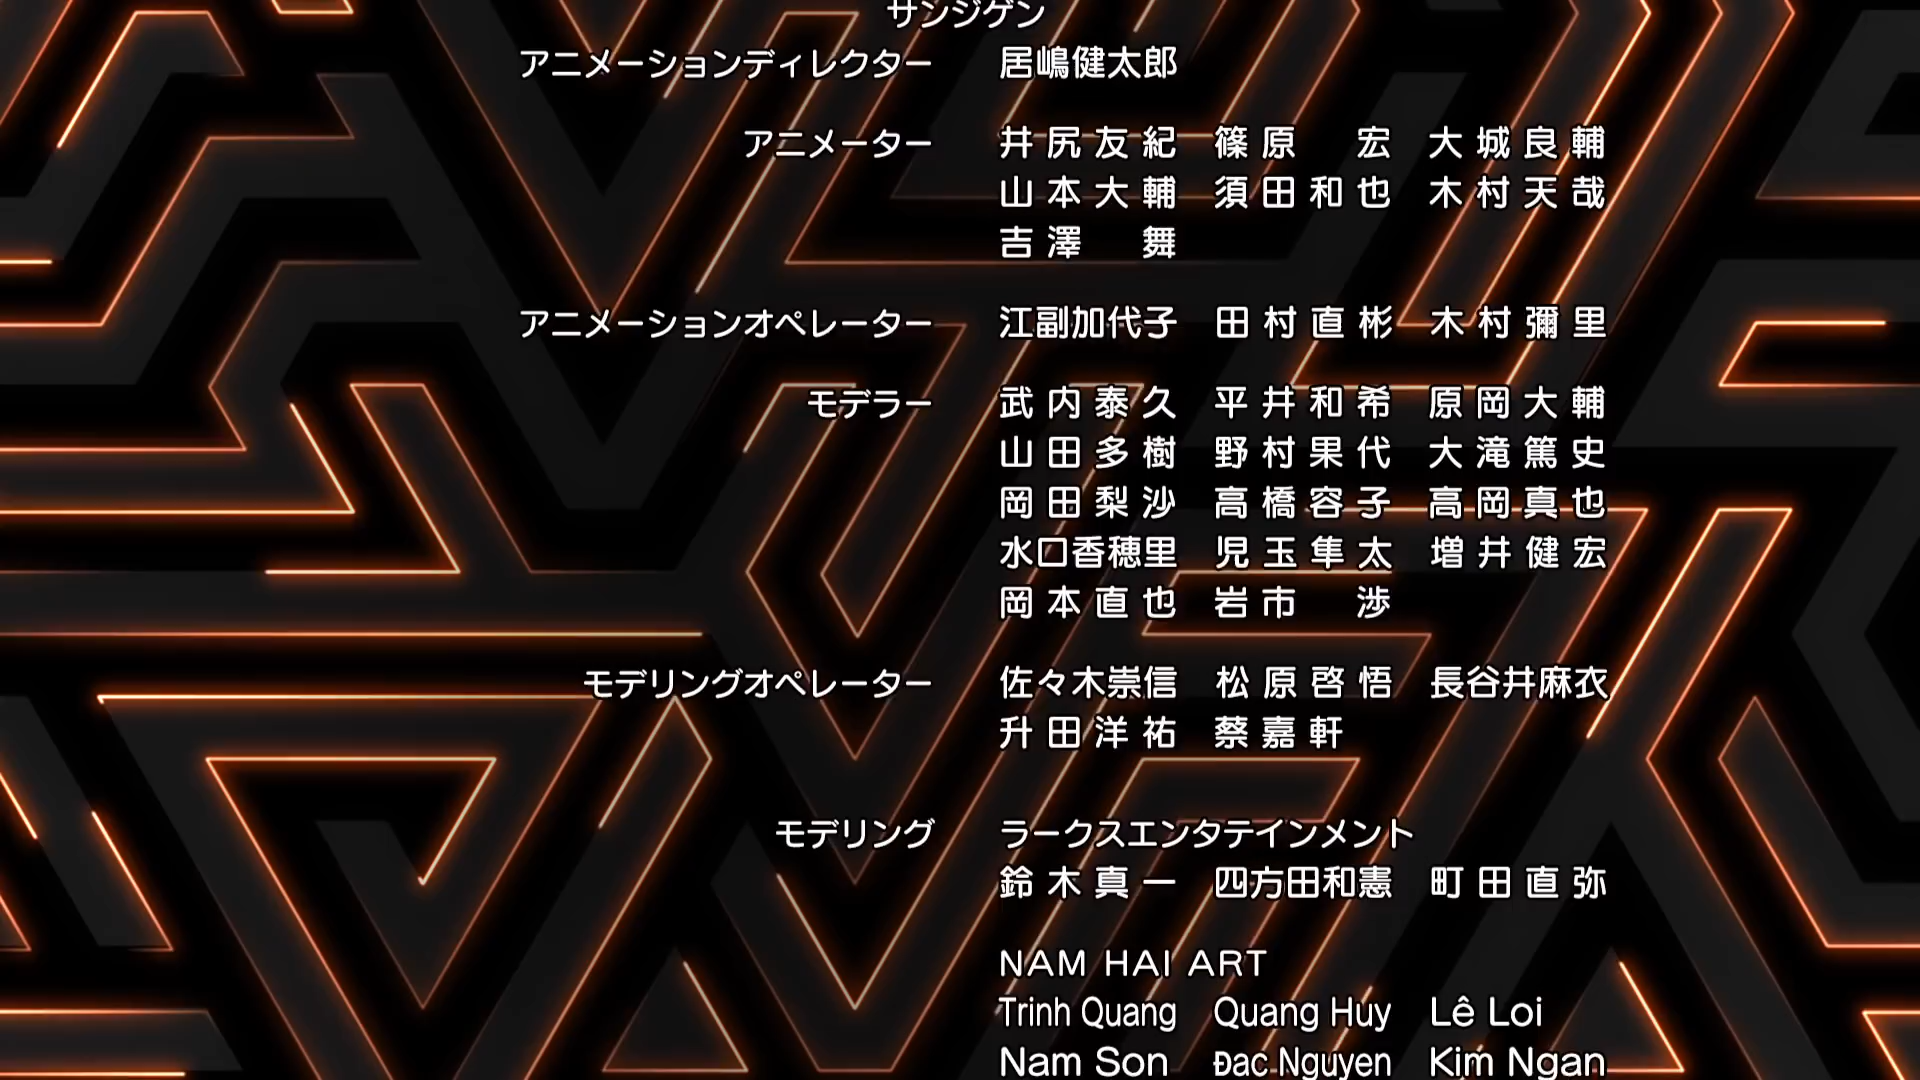 サンジゲン
アニメーションディレクター 居嶋健太郎
アニメーター 井尻友紀 篠原 宏 大城良輔
山本大輔 須田和也 木村天哉
吉澤 舞
アニメーションオペレーター 江副加代子 田村直彬 木村彌里
モデラー 武内泰久 平井和希 原岡大輔
山田多樹 野村果代 大滝篤史
岡田梨沙 高橋容子 高岡真也
水口香穂里 児玉隼太 増井健宏
岡本直也 岩市 渉
モデリングオペレーター 佐々木崇信 松原啓悟 長谷井麻衣
升田洋祐 蔡嘉軒
モデリング ラークスエンタテインメント
鈴木真一 四方田和憲 町田直弥
NAM HAI ART
Trinh Quang Quang Huy Lê Loi
Nam Son Đac Nguyen Kim Ngan